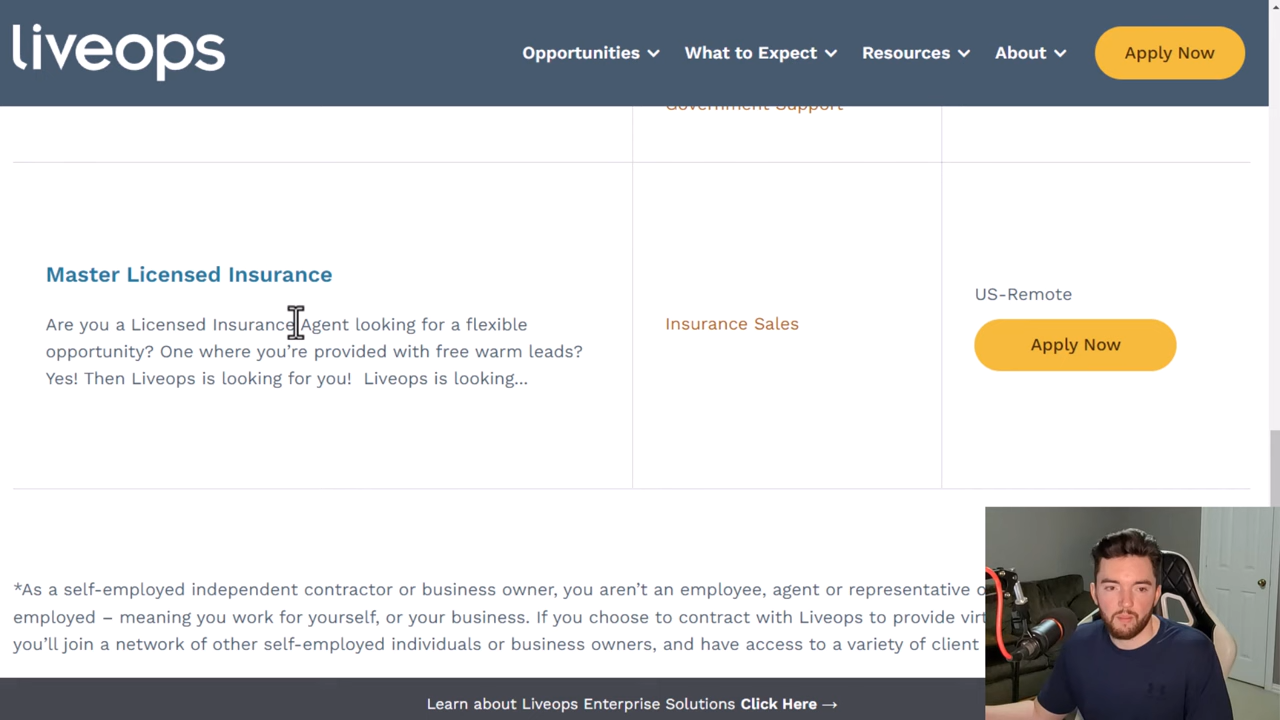 liveops
Opportunities What to Expect Resources About Apply Now
Government Support
Master Licensed Insurance
Are you a Licensed Insurance Agent looking for a flexible
opportunity? One where you're provided with free warm leads?
Yes! Then Liveops is looking for you!  Liveops is looking...
Insurance Sales
US-Remote
Apply Now
*As a self-employed independent contractor or business owner, you aren't an employee, agent or representative
employed – meaning you work for yourself, or your business. If you choose to contract with Liveops to provide
you'll join a network of other self-employed individuals or business owners, and have access to a variety of client
Learn about Liveops Enterprise Solutions Click Here →